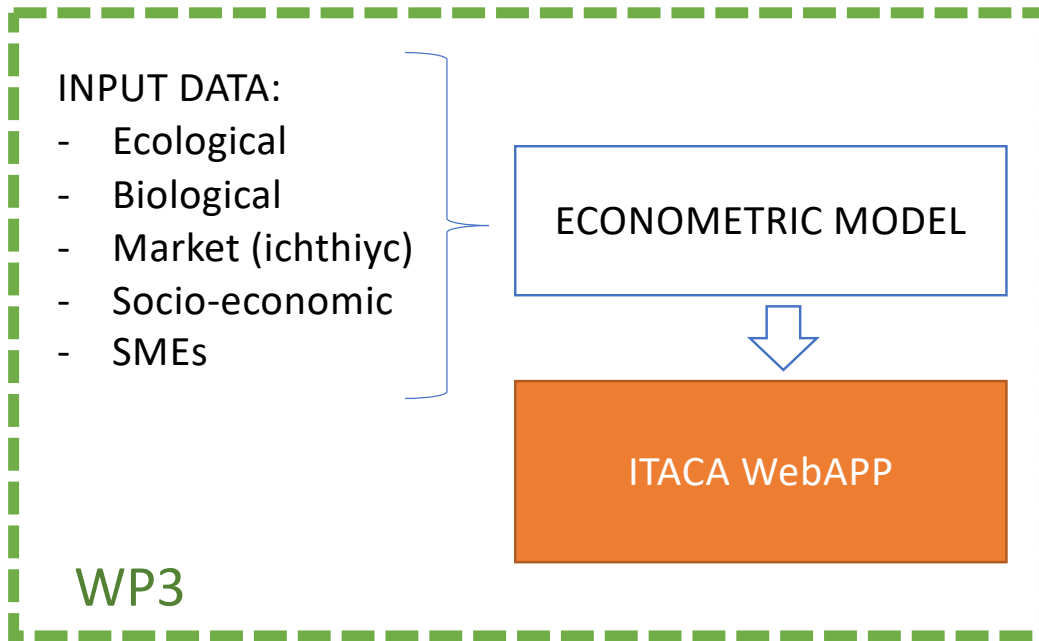 INPUT DATA:
- Ecological
- Biological
- Market (ichthiyc)
- Socio-economic
- SMEs
ECONOMETRIC MODEL
ITACA WebAPP
WP3